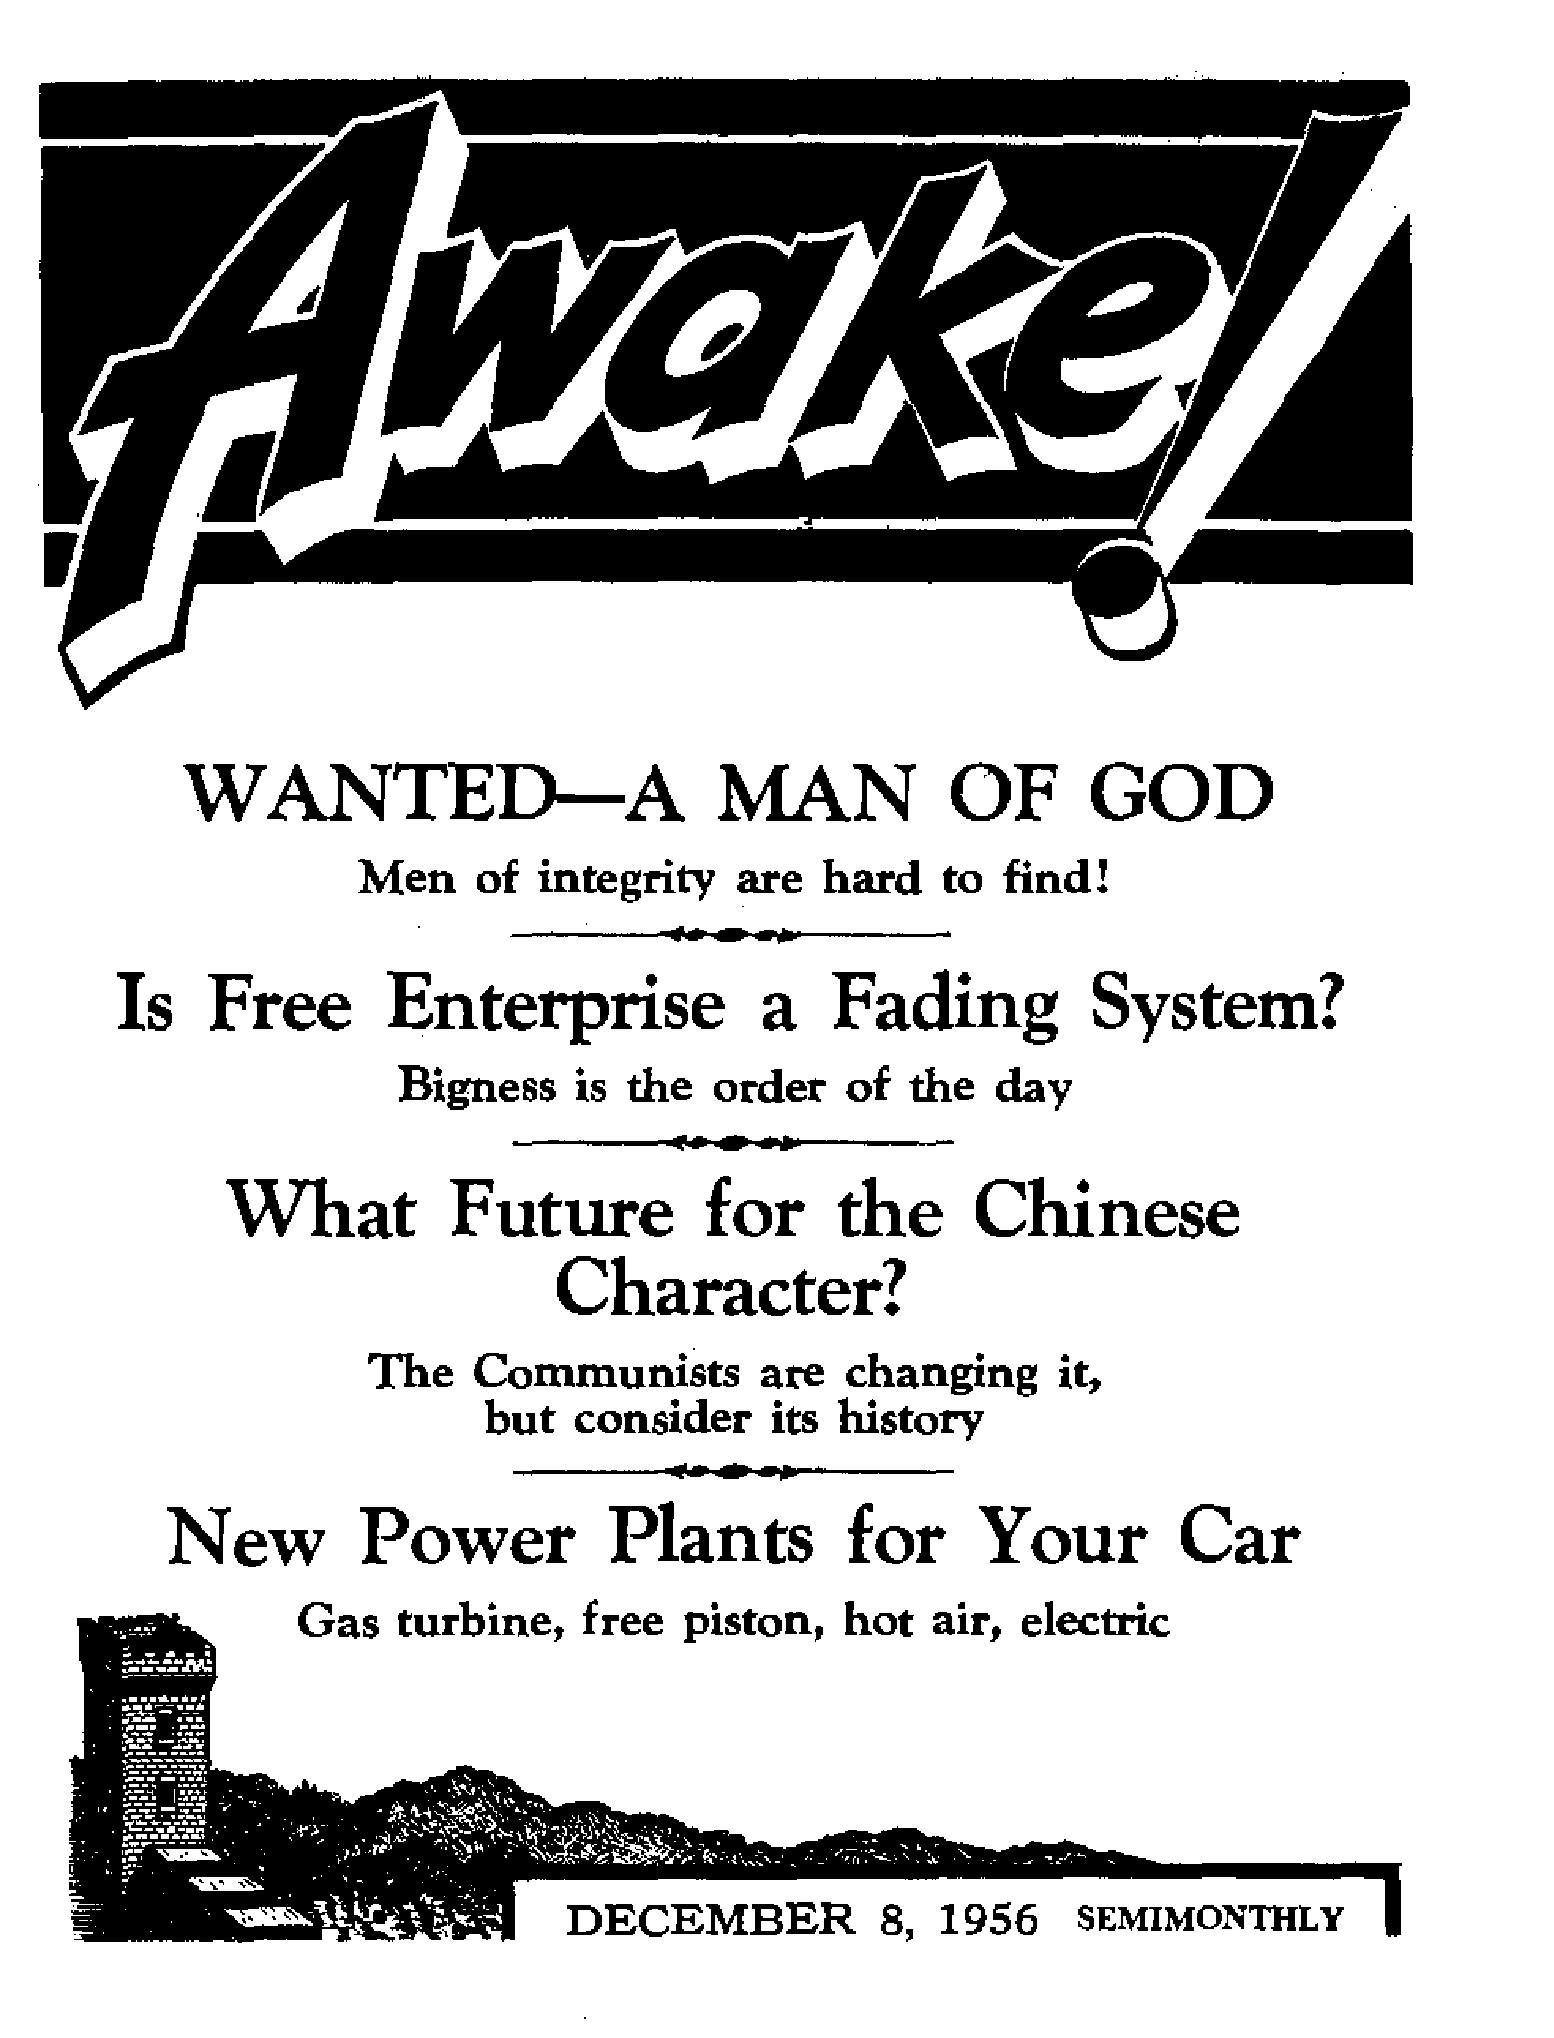 Awake!
WANTED—A MAN OF GOD
Men of integrity are hard to find!
Is Free Enterprise a Fading System?
Bigness is the order of the day
What Future for the Chinese
Character?
The Communists are changing it,
but consider its history
New Power Plants for Your Car
Gas turbine, free piston, hot air, electric
DECEMBER 8, 1956 SEMIMONTHLY